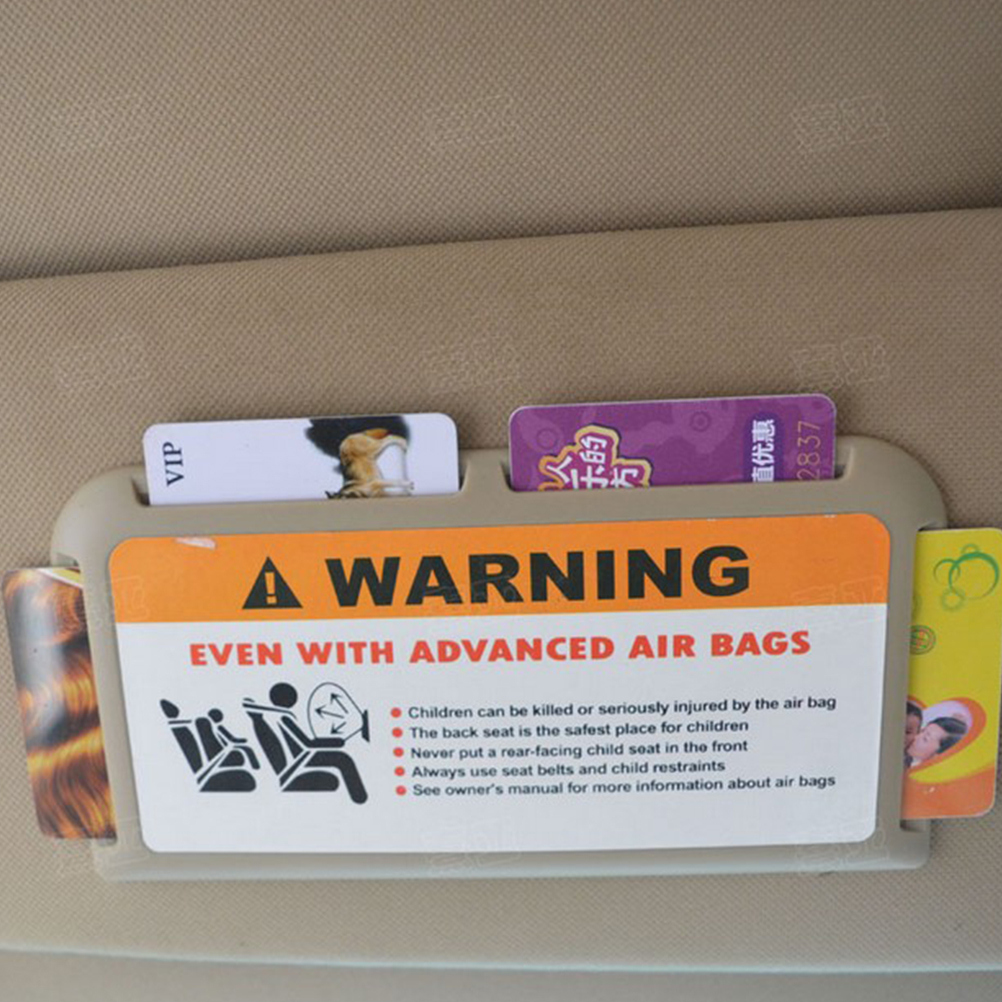 VIP
值优惠
2837
WARNING
EVEN WITH ADVANCED AIR BAGS
Children can be killed or seriously injured by the air bag
The back seat is the safest place for children
Never put a rear-facing child seat in the front
Always use seat belts and child restraints
See owner's manual for more information about air bags